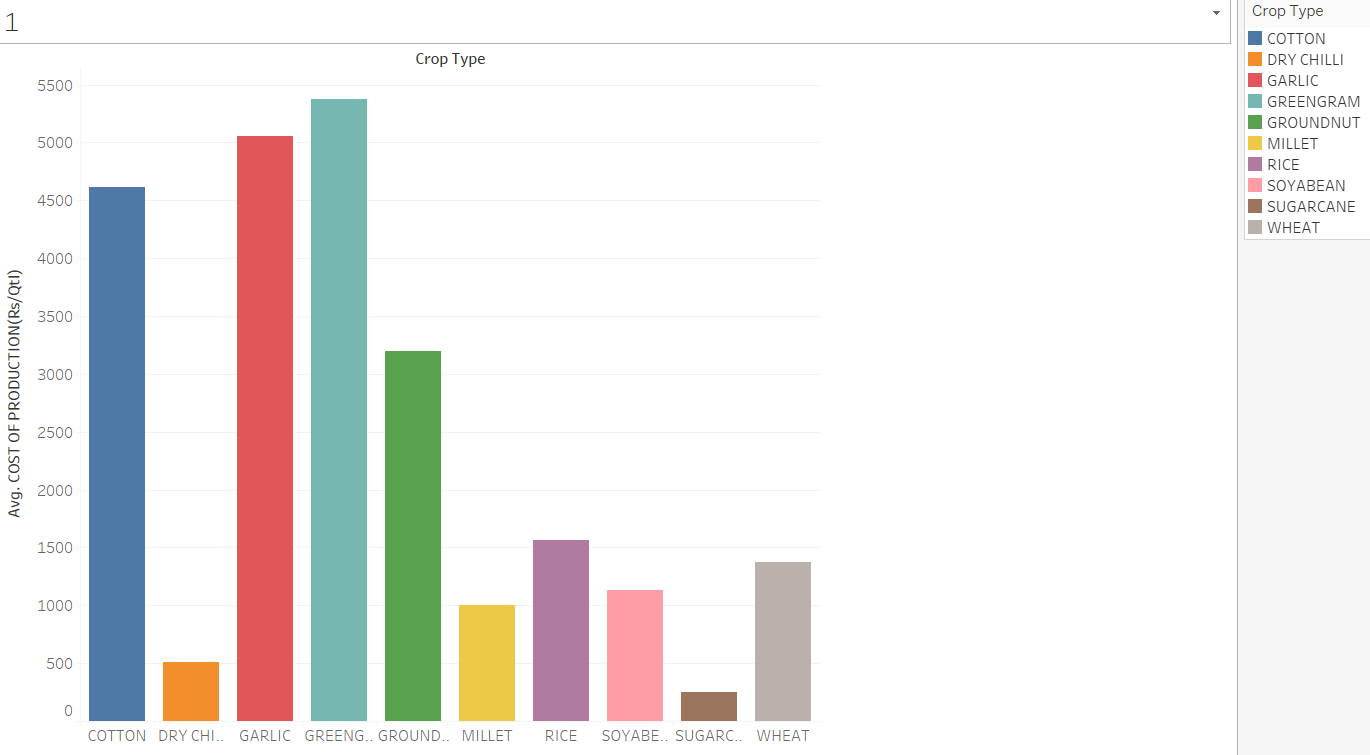 1
Crop Type
Avg. COST OF PRODUCTION(Rs/Qtl)
5500
5000
4500
4000
3500
3000
2500
2000
1500
1000
500
0
COTTON DRY CHI.. GARLIC GREENG.. GROUND.. MILLET RICE SOYABE.. SUGARC.. WHEAT
Crop Type
COTTON
DRY CHILLI
GARLIC
GREENGRAM
GROUNDNUT
MILLET
RICE
SOYABEAN
SUGARCANE
WHEAT